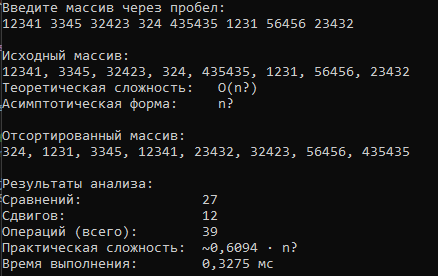 Введите массив через пробел:
12341 3345 32423 324 435435 1231 56456 23432
Исходный массив:
12341, 3345, 32423, 324, 435435, 1231, 56456, 23432
Теоретическая сложность: O(n?)
Асимптотическая форма: n?
Отсортированный массив:
324, 1231, 3345, 12341, 23432, 32423, 56456, 435435
Результаты анализа:
Сравнений: 27
Сдвигов: 12
Операций (всего): 39
Практическая сложность: ~0,6094 · n?
Время выполнения: 0,3275 мс